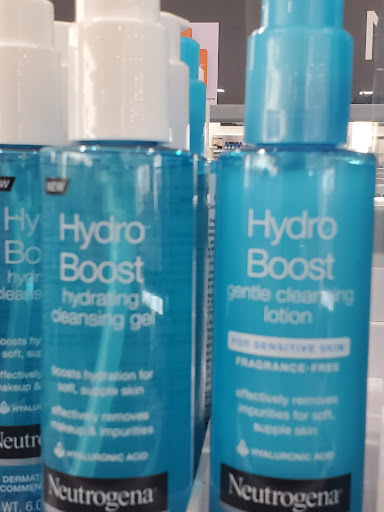 NEW
Hydro
Boost
hydrating
cleansing gel
boosts hydration for
soft, supple skin
effectively removes
makeup & impurities
HYALURONIC ACID
Neutrogena®
Hydro
Boost
gentle cleansing
lotion
FOR SENSITIVE SKIN
FRAGRANCE-FREE
effectively removes
impurities for soft,
supple skin
HYALURONIC ACID
Neutrogena®